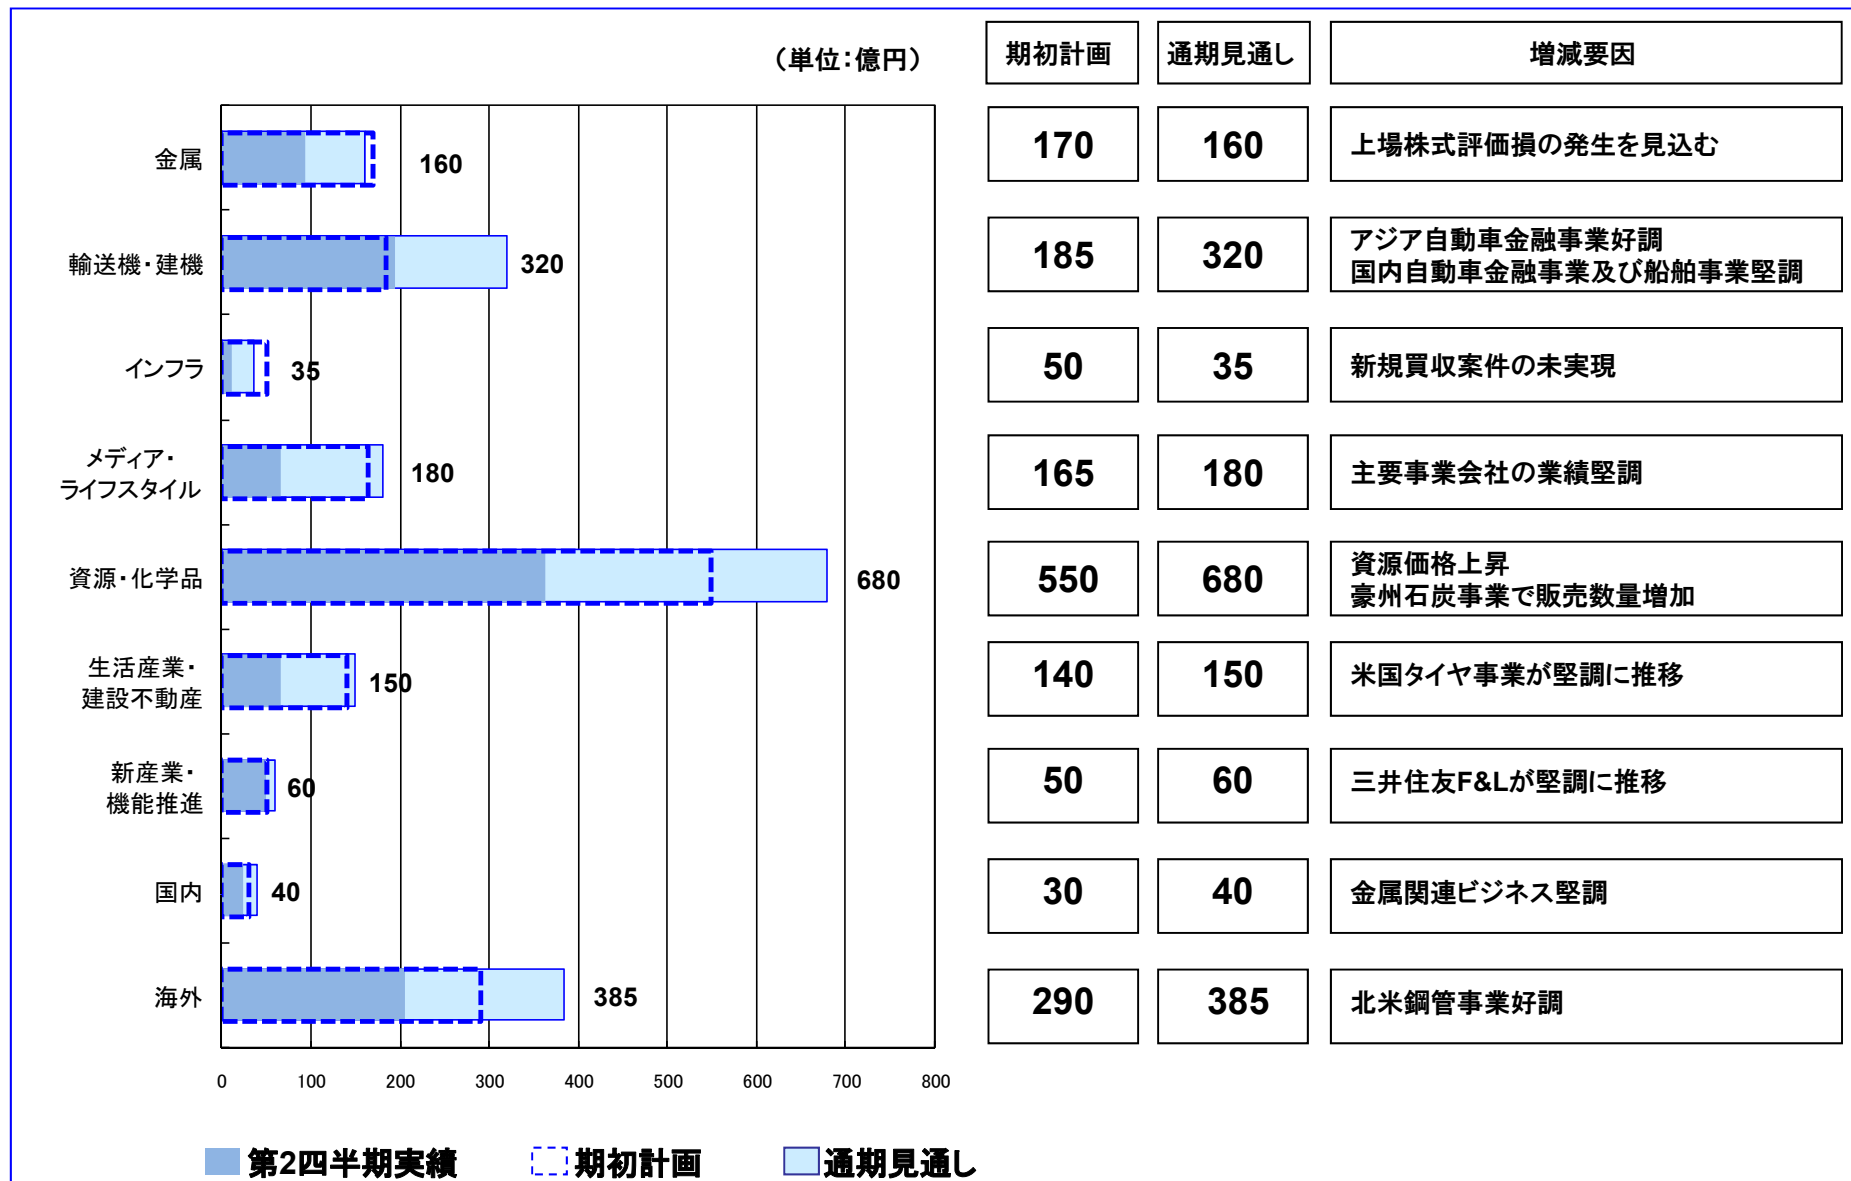 （単位：億円）
期初計画
通期見通し
増減要因
金属
160
170
160
上場株式評価損の発生を見込む
輸送機・建機
320
185
320
アジア自動車金融事業好調
国内自動車金融事業及び船舶事業堅調
インフラ
35
50
35
新規買収案件の未実現
メディア・
ライフスタイル
180
165
180
主要事業会社の業績堅調
資源・化学品
680
550
680
資源価格上昇
豪州石炭事業で販売数量増加
生活産業・
建設不動産
150
140
150
米国タイヤ事業が堅調に推移
新産業・
機能推進
60
50
60
三井住友F&Lが堅調に推移
国内
40
30
40
金属関連ビジネス堅調
海外
385
290
385
北米鋼管事業好調
0 100 200 300 400 500 600 700 800
第2四半期実績
期初計画
通期見通し